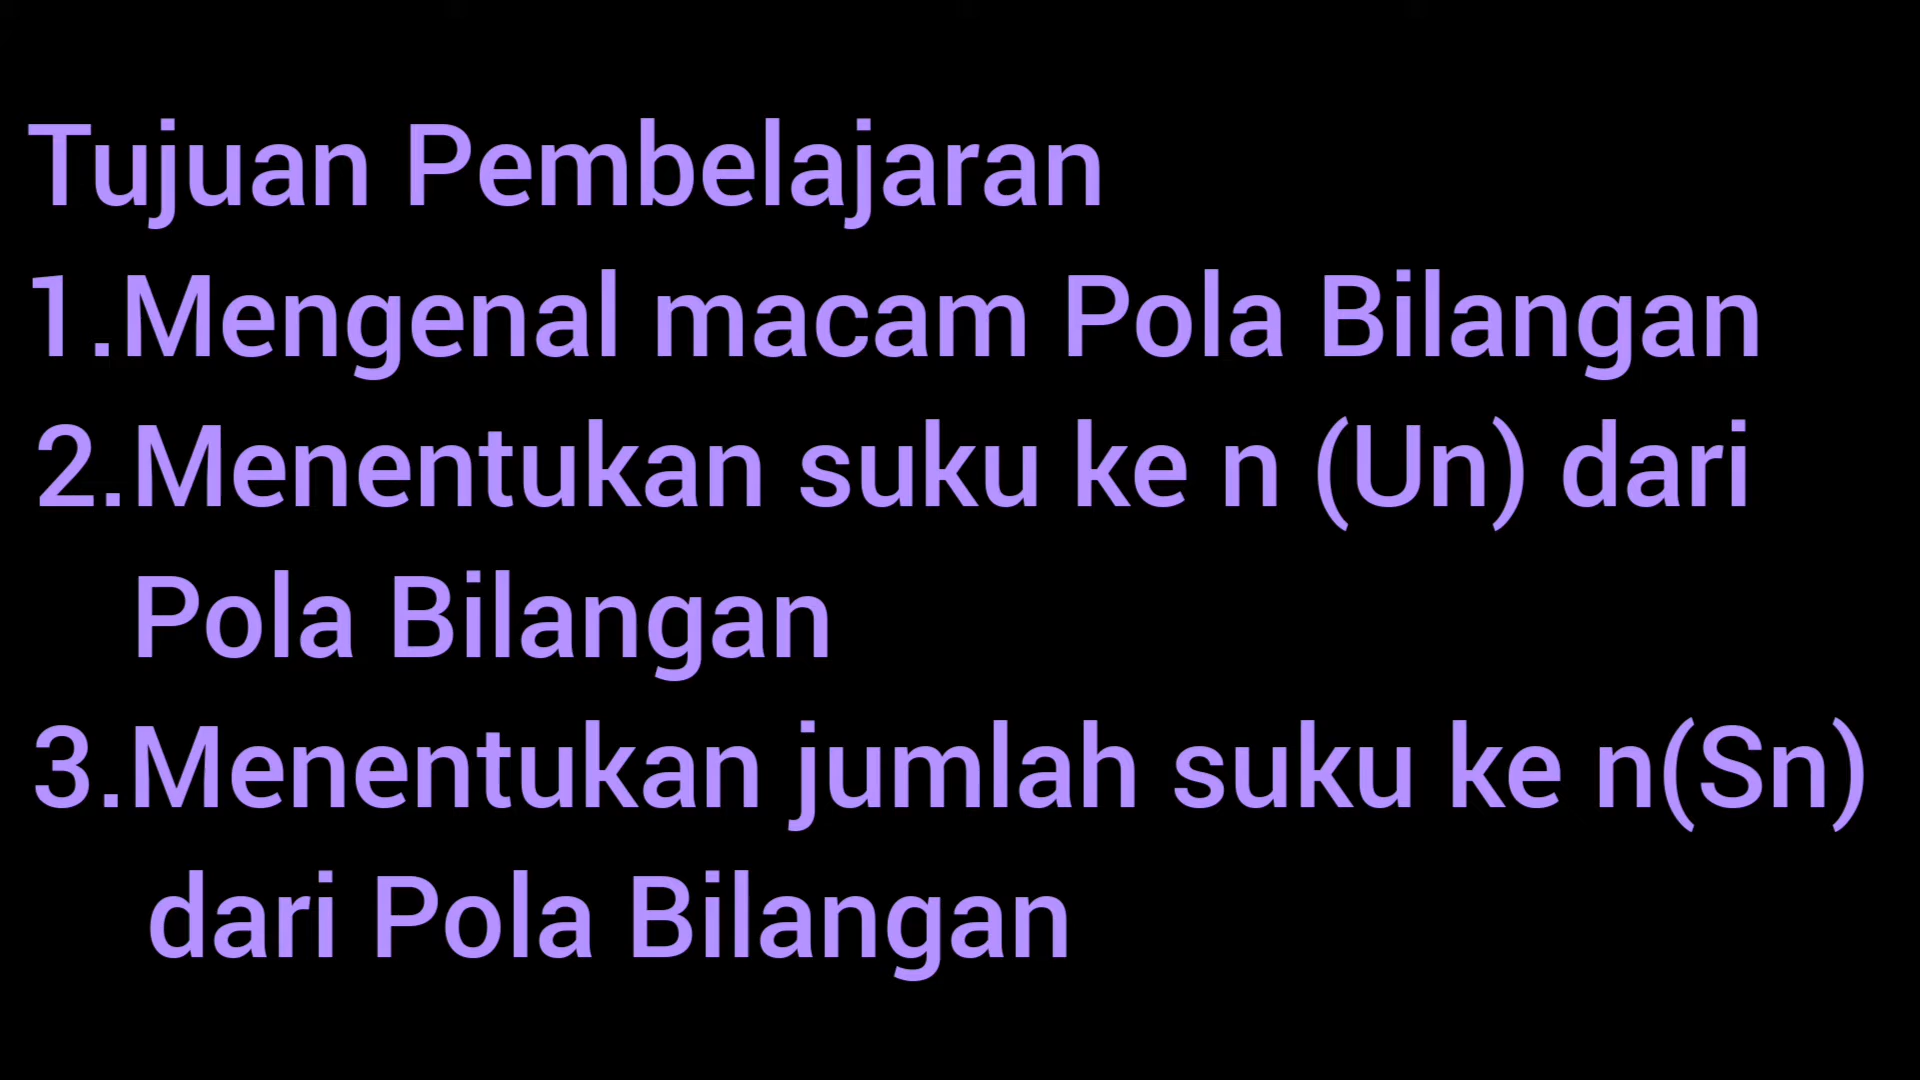 Tujuan Pembelajaran
1.Mengenal macam Pola Bilangan
2.Menentukan suku ke n (Un) dari
Pola Bilangan
3.Menentukan jumlah suku ke n(Sn)
dari Pola Bilangan